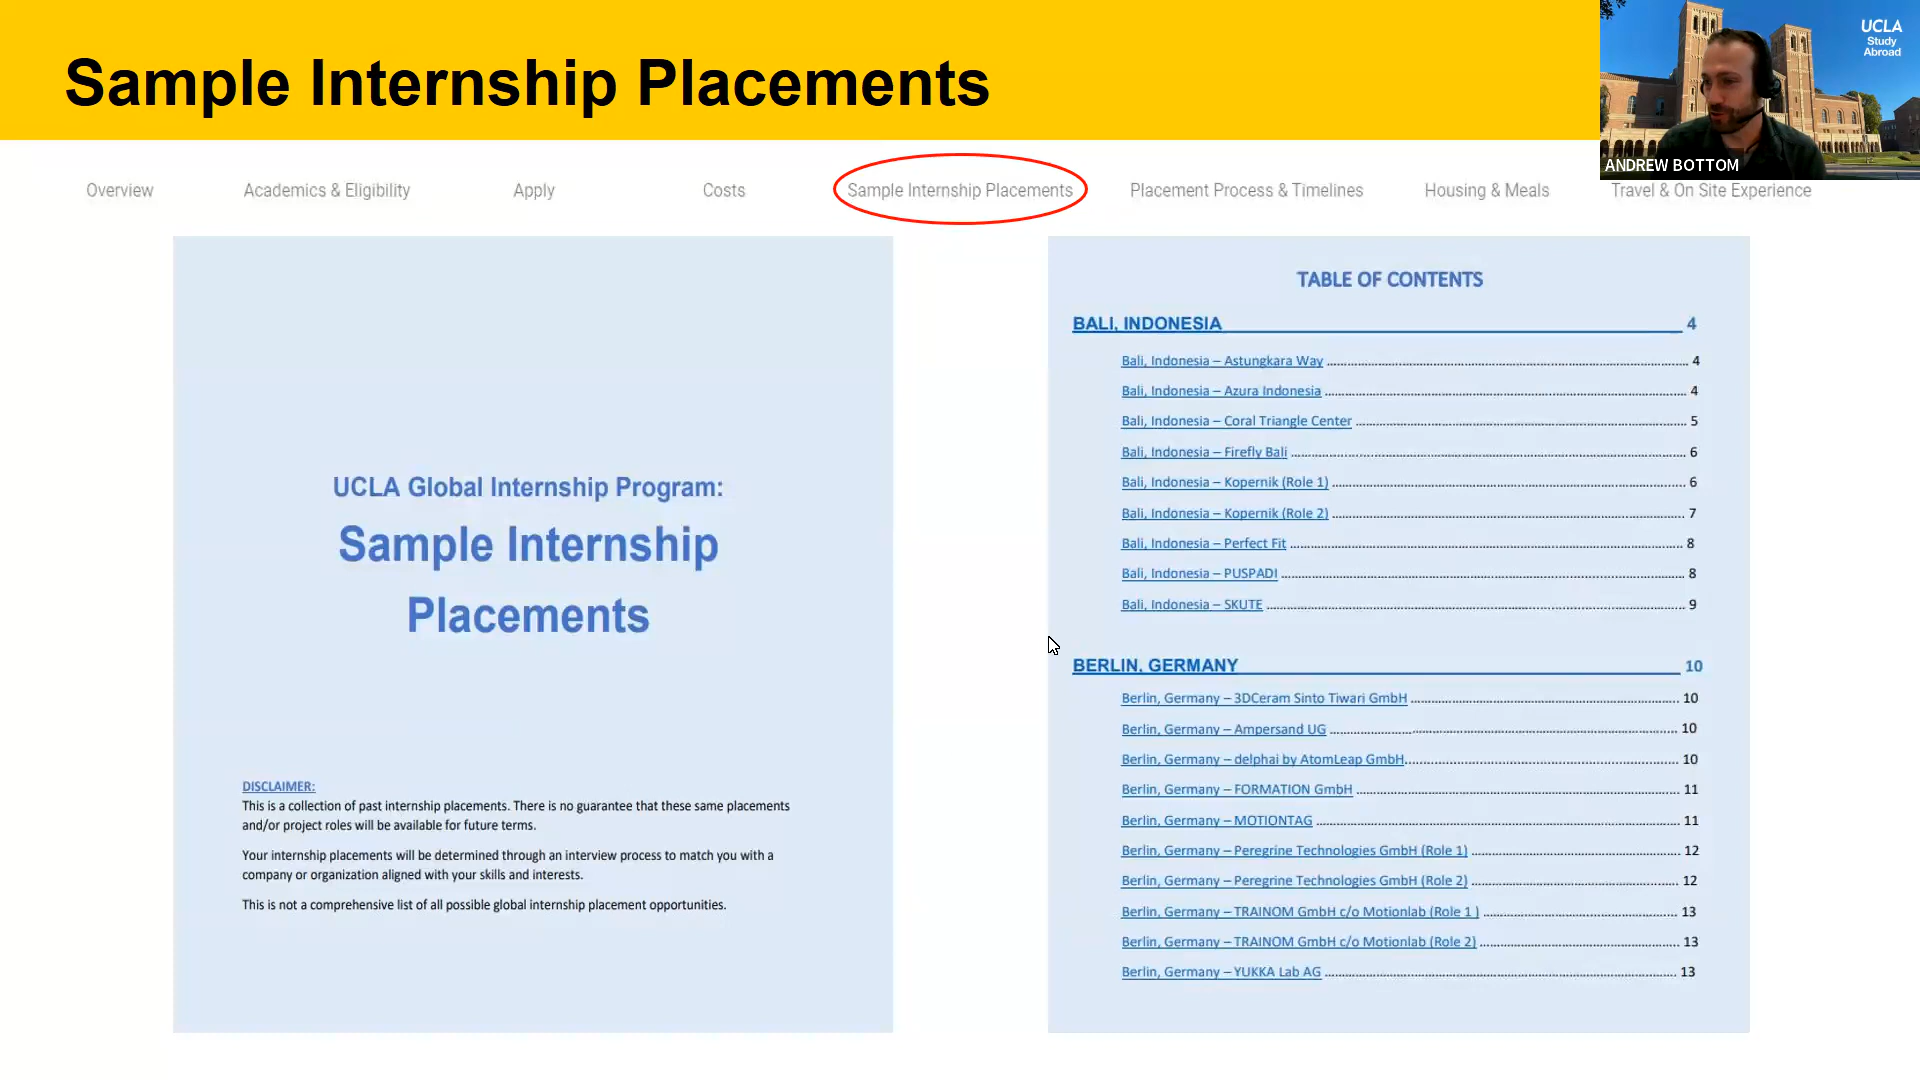 Sample Internship Placements
UCLA
Study
Abroad
ANDREW BOTTOM
Overview
Academics & Eligibility
Apply
Costs
Sample Internship Placements
Placement Process & Timelines
Housing & Meals
Travel & On Site Experience
UCLA Global Internship Program:
Sample Internship
Placements
DISCLAIMER:
This is a collection of past internship placements. There is no guarantee that these same placements
and/or project roles will be available for future terms.
Your internship placements will be determined through an interview process to match you with a
company or organization aligned with your skills and interests.
This is not a comprehensive list of all possible global internship placement opportunities.
TABLE OF CONTENTS
BALI, INDONESIA 4
Bali, Indonesia – Astungkara Way 4
Bali, Indonesia – Azura Indonesia 4
Bali, Indonesia – Coral Triangle Center 5
Bali, Indonesia – Firefly Bali 6
Bali, Indonesia – Kopernik (Role 1) 6
Bali, Indonesia – Kopernik (Role 2) 7
Bali, Indonesia – Perfect Fit 8
Bali, Indonesia – PUSPADI 8
Bali, Indonesia – SKUTE 9
BERLIN, GERMANY 10
Berlin, Germany – 3DCeram Sinto Tiwari GmbH 10
Berlin, Germany – Ampersand UG 10
Berlin, Germany – delphai by AtomLeap GmbH 10
Berlin, Germany – FORMATION GmbH 11
Berlin, Germany – MOTIONTAG 11
Berlin, Germany – Peregrine Technologies GmbH (Role 1) 12
Berlin, Germany – Peregrine Technologies GmbH (Role 2) 12
Berlin, Germany – TRAINOM GmbH c/o Motionlab (Role 1 ) 13
Berlin, Germany – TRAINOM GmbH c/o Motionlab (Role 2) 13
Berlin, Germany – YUKKA Lab AG 13